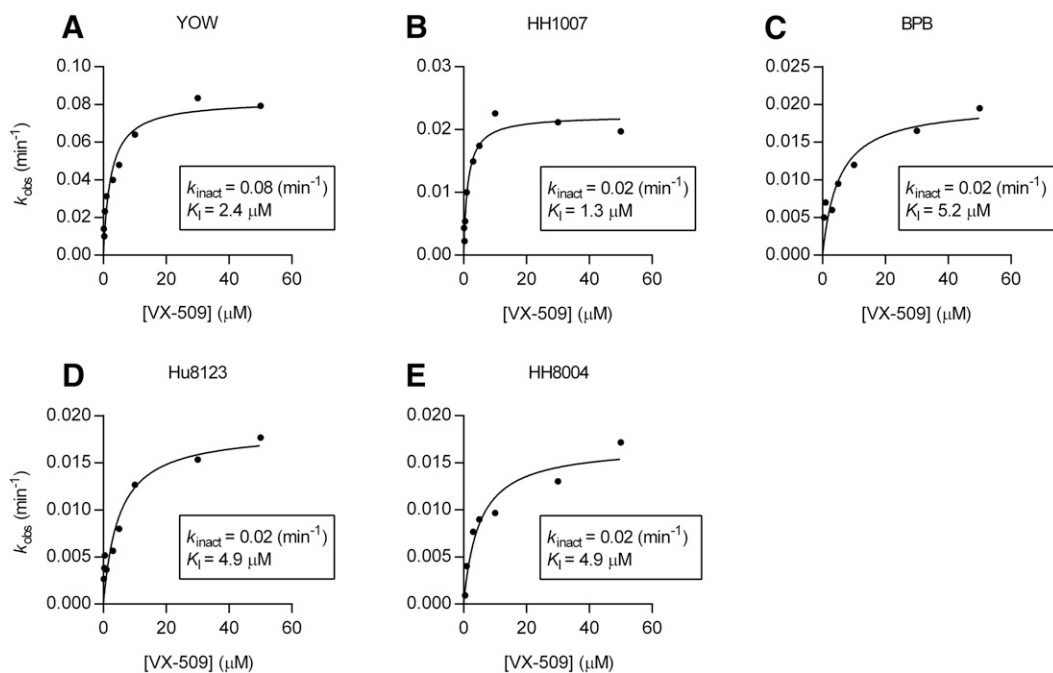 A
YOW
0.10
0.08
0.06
0.04
0.02
0.00
k_obs (min⁻¹)
k_inact = 0.08 (min⁻¹)
K_I = 2.4 μM
0 20 40 60
[VX-509] (μM)
B
HH1007
0.03
0.02
0.01
0.00
k_inact = 0.02 (min⁻¹)
K_I = 1.3 μM
0 20 40 60
[VX-509] (μM)
C
BPB
0.025
0.020
0.015
0.010
0.005
0.000
k_inact = 0.02 (min⁻¹)
K_I = 5.2 μM
0 20 40 60
[VX-509] (μM)
D
Hu8123
0.020
0.015
0.010
0.005
0.000
k_obs (min⁻¹)
k_inact = 0.02 (min⁻¹)
K_I = 4.9 μM
0 20 40 60
[VX-509] (μM)
E
HH8004
0.020
0.015
0.010
0.005
0.000
k_inact = 0.02 (min⁻¹)
K_I = 4.9 μM
0 20 40 60
[VX-509] (μM)